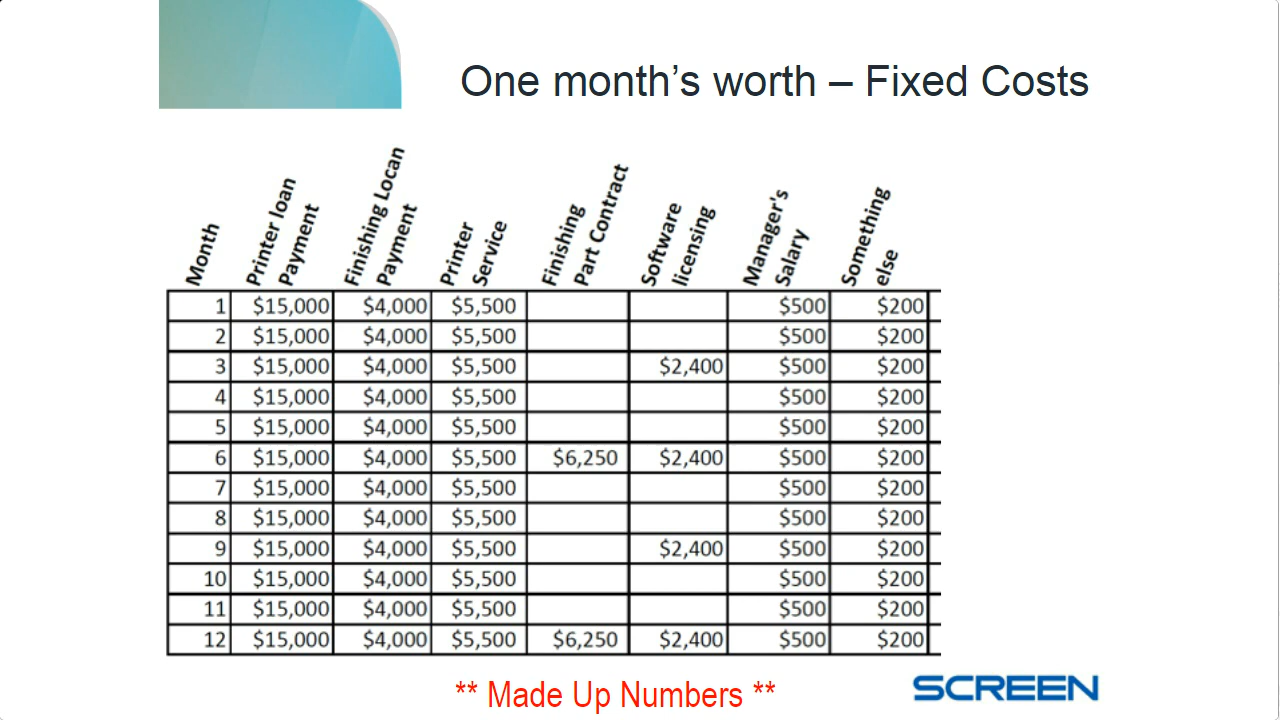 One month’s worth – Fixed Costs
Month
Printer loan
Payment
Finishing Locan
Payment
Printer
Service
Finishing
Part Contract
Software
licensing
Manager's
Salary
Something
else
1 $15,000 $4,000 $5,500 $500 $200
2 $15,000 $4,000 $5,500 $500 $200
3 $15,000 $4,000 $5,500 $2,400 $500 $200
4 $15,000 $4,000 $5,500 $500 $200
5 $15,000 $4,000 $5,500 $500 $200
6 $15,000 $4,000 $5,500 $6,250 $2,400 $500 $200
7 $15,000 $4,000 $5,500 $500 $200
8 $15,000 $4,000 $5,500 $500 $200
9 $15,000 $4,000 $5,500 $2,400 $500 $200
10 $15,000 $4,000 $5,500 $500 $200
11 $15,000 $4,000 $5,500 $500 $200
12 $15,000 $4,000 $5,500 $6,250 $2,400 $500 $200
** Made Up Numbers **
SCREEN